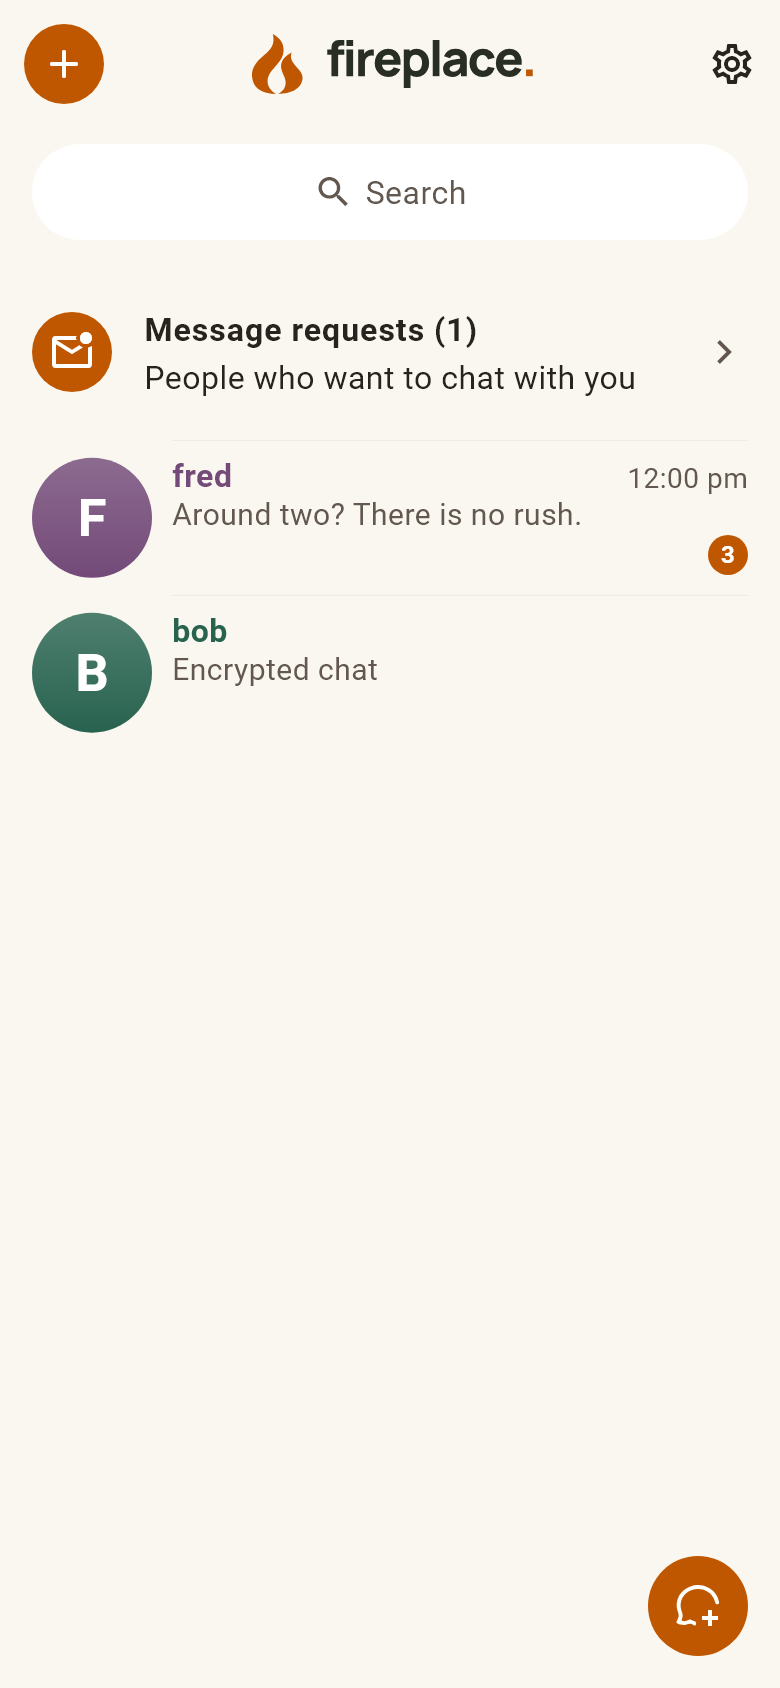 fireplace.
Search
Message requests (1)
People who want to chat with you
F
fred
12:00 pm
Around two? There is no rush.
3
B
bob
Encrypted chat